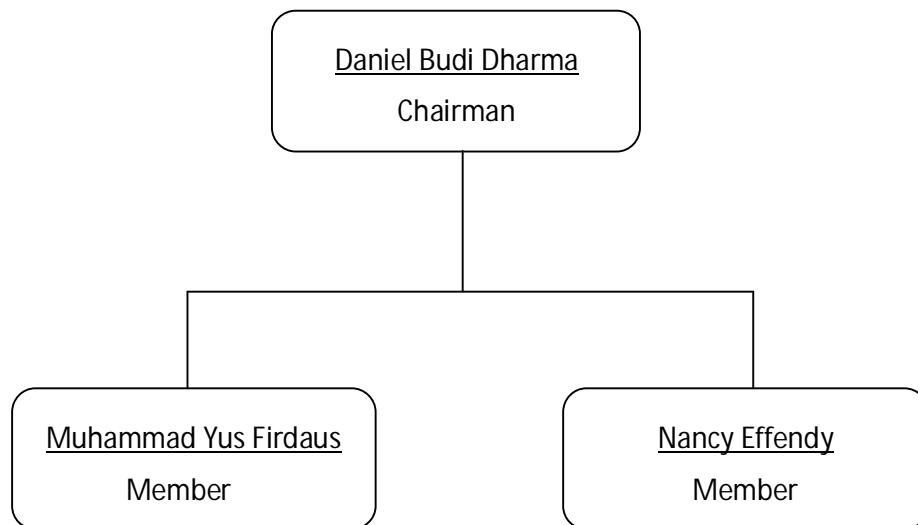 Daniel Budi Dharma
Chairman
Muhammad Yus Firdaus
Member
Nancy Effendy
Member